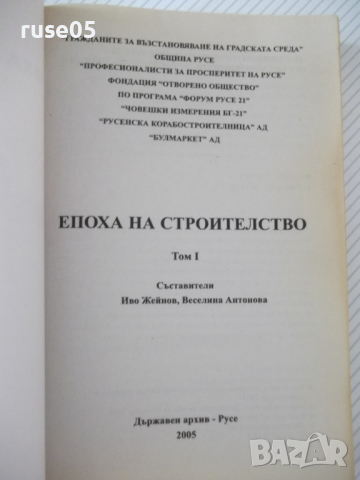 ruse05
"ГРАЖДАНИТЕ ЗА ВЪЗСТАНОВЯВАНЕ НА ГРАДСКАТА СРЕДА"
ОБЩИНА РУСЕ
"ПРОФЕСИОНАЛИСТИ ЗА ПРОСПЕРИТЕТ НА РУСЕ"
ФОНДАЦИЯ "ОТВОРЕНО ОБЩЕСТВО"
ПО ПРОГРАМА "ФОРУМ РУСЕ 21"
"ЧОВЕШКИ ИЗМЕРЕНИЯ БГ-21"
"РУСЕНСКА КОРАБОСТРОИТЕЛНИЦА" АД
"БУЛМАРКЕТ" АД
ЕПОХА НА СТРОИТЕЛСТВО
Том I
Съставители
Иво Жейнов, Веселина Антонова
Държавен архив - Русе
2005
BAZAR
bg